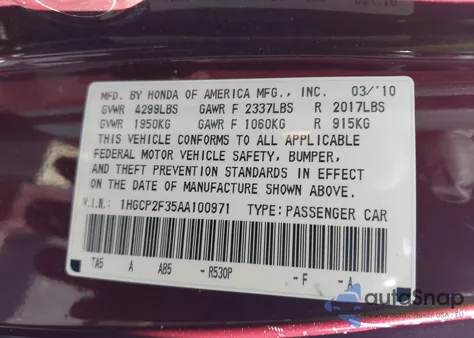 MFD. BY HONDA OF AMERICA MFG., INC. 03/'10
GVWR 4299LBS GAWR F 2337LBS R 2017LBS
GVWR 1950KG GAWR F 1060KG R 915KG
THIS VEHICLE CONFORMS TO ALL APPLICABLE
FEDERAL MOTOR VEHICLE SAFETY, BUMPER,
AND THEFT PREVENTION STANDARDS IN EFFECT
ON THE DATE OF MANUFACTURE SHOWN ABOVE.
V.I.N.: 1HGCP2F35AA100971 TYPE: PASSENGER CAR
TA5 A AB5 - R530P - F - A
autoSnap